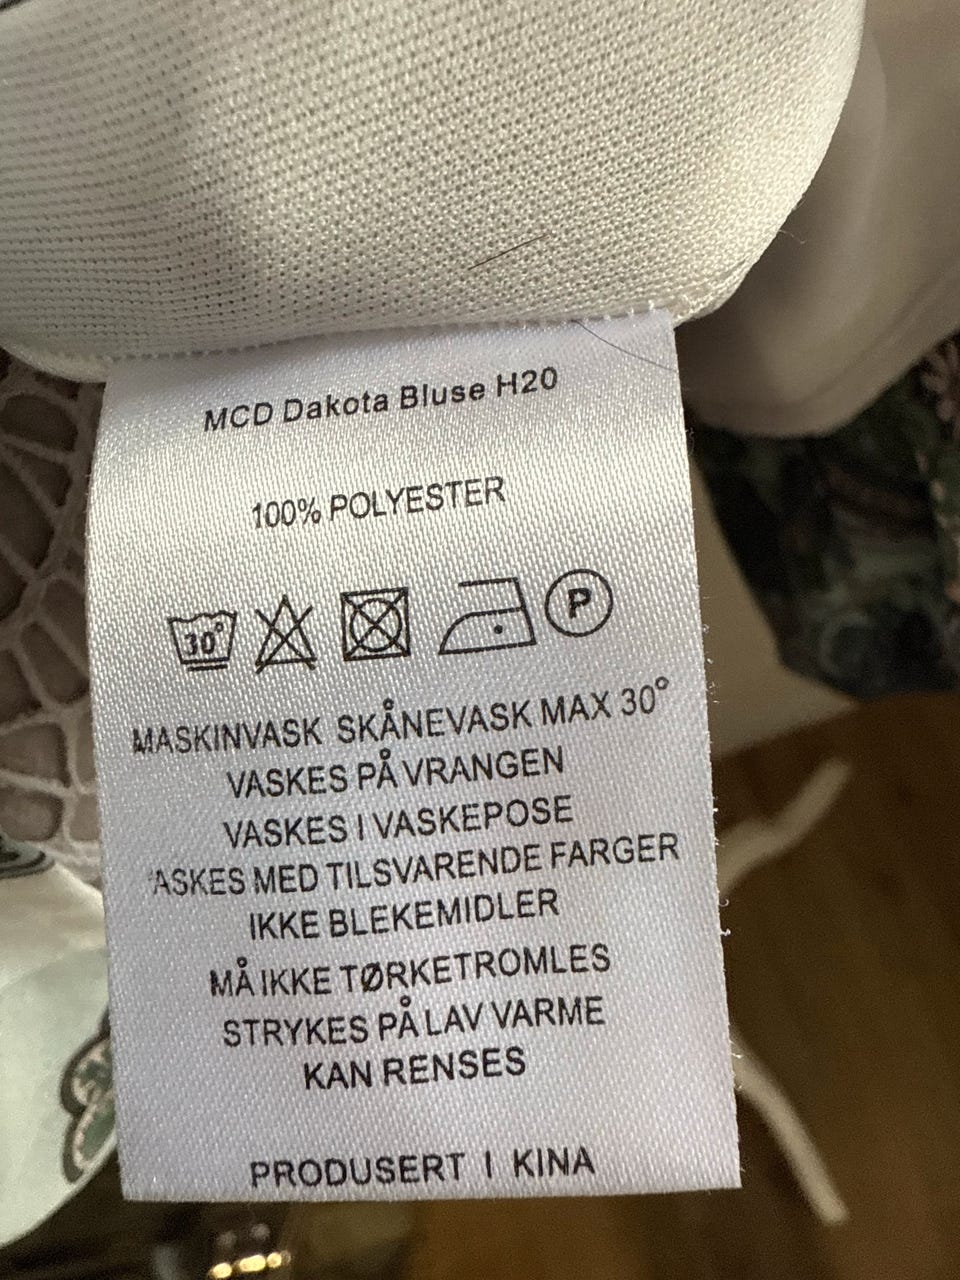 MCD Dakota Bluse H20
100% POLYESTER
30° P
MASKINVASK SKÅNEVASK MAX 30°
VASKES PÅ VRANGEN
VASKES I VASKEPOSE
ASKES MED TILSVARENDE FARGER
IKKE BLEKEMIDLER
MÅ IKKE TØRKETROMLES
STRYKES PÅ LAV VARME
KAN RENSES
PRODUSERT I KINA